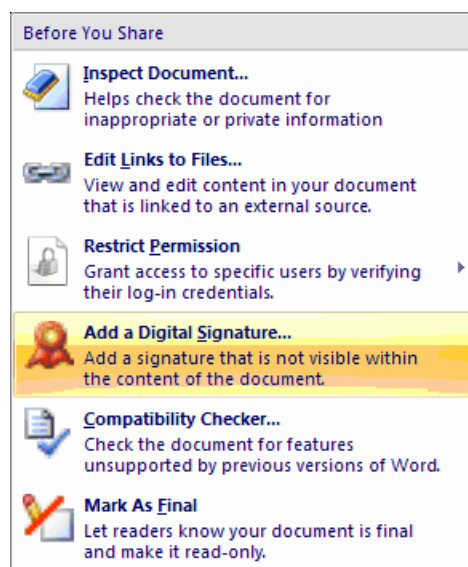 Before You Share
Inspect Document...
Helps check the document for
inappropriate or private information
Edit Links to Files...
View and edit content in your document
that is linked to an external source.
Restrict Permission
Grant access to specific users by verifying
their log-in credentials.
Add a Digital Signature...
Add a signature that is not visible within
the content of the document.
Compatibility Checker...
Check the document for features
unsupported by previous versions of Word.
Mark As Final
Let readers know your document is final
and make it read-only.